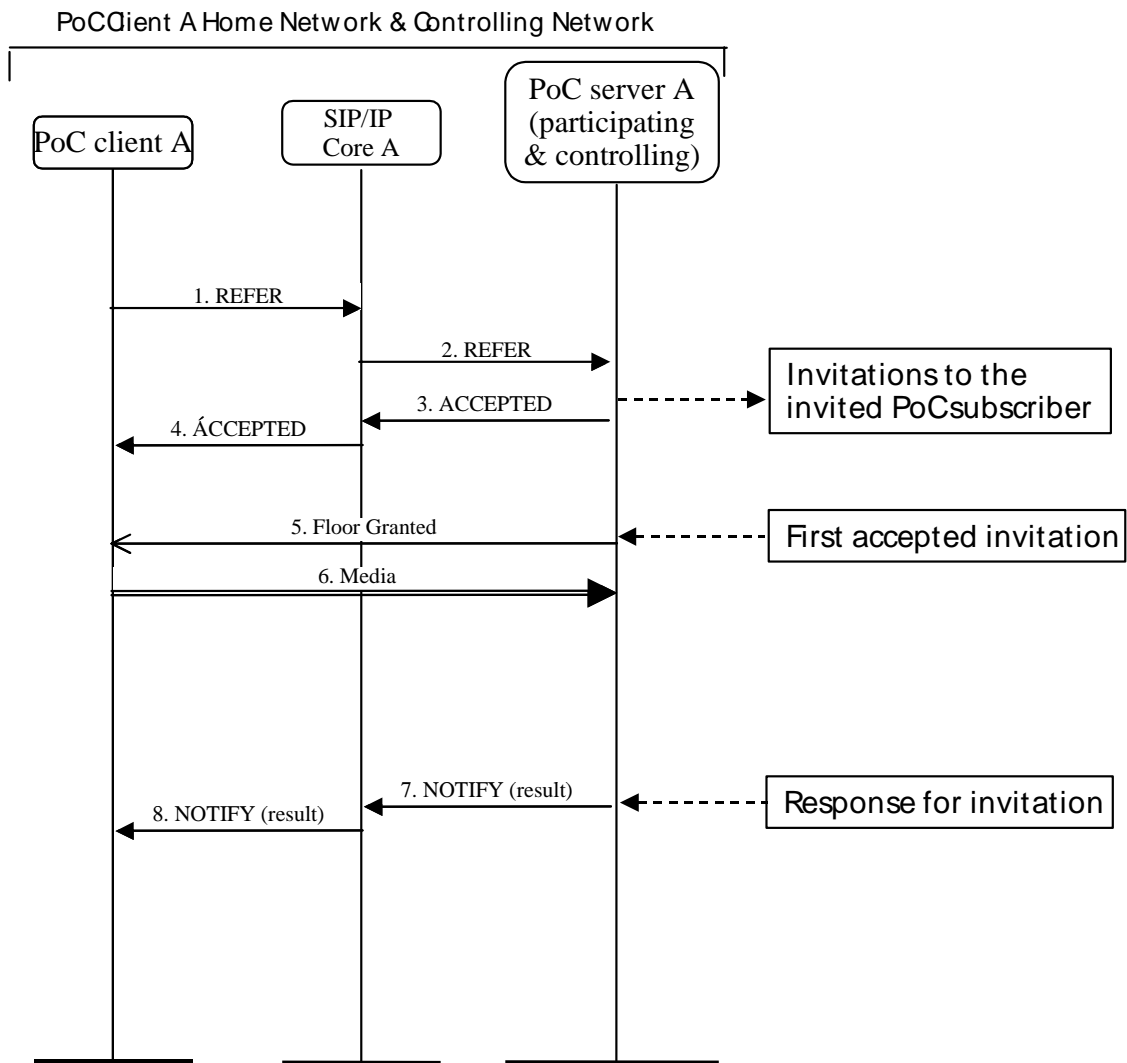 PoCClient A Home Network & Controlling Network
PoC client A
SIP/IP
Core A
PoC server A
(participating
& controlling)
1. REFER
2. REFER
Invitations to the
invited PoCsubscriber
3. ACCEPTED
4. ÁCCEPTED
5. Floor Granted
First accepted invitation
6. Media
7. NOTIFY (result)
Response for invitation
8. NOTIFY (result)